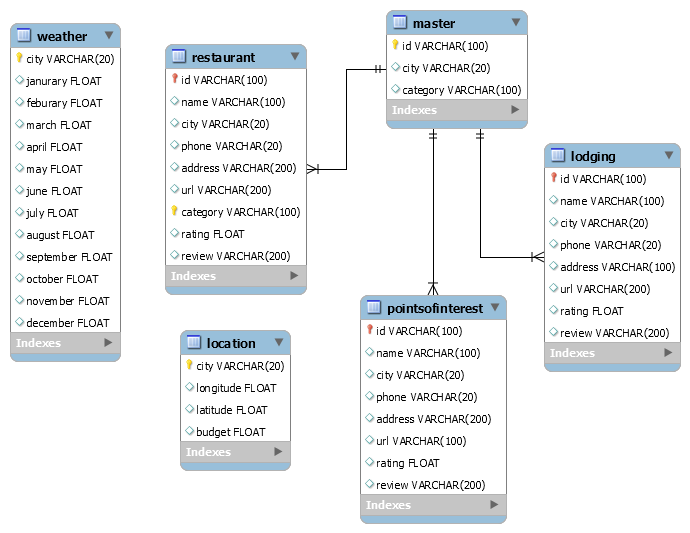 weather
city VARCHAR(20)
janurary FLOAT
feburary FLOAT
march FLOAT
april FLOAT
may FLOAT
june FLOAT
july FLOAT
august FLOAT
september FLOAT
october FLOAT
november FLOAT
december FLOAT
Indexes
restaurant
id VARCHAR(100)
name VARCHAR(100)
city VARCHAR(20)
phone VARCHAR(20)
address VARCHAR(200)
url VARCHAR(200)
category VARCHAR(100)
rating FLOAT
review VARCHAR(200)
Indexes
master
id VARCHAR(100)
city VARCHAR(20)
category VARCHAR(100)
Indexes
lodging
id VARCHAR(100)
name VARCHAR(100)
city VARCHAR(20)
phone VARCHAR(20)
address VARCHAR(100)
url VARCHAR(200)
rating FLOAT
review VARCHAR(200)
Indexes
location
city VARCHAR(20)
longitude FLOAT
latitude FLOAT
budget FLOAT
Indexes
pointsofinterest
id VARCHAR(100)
name VARCHAR(100)
city VARCHAR(20)
phone VARCHAR(20)
address VARCHAR(200)
url VARCHAR(100)
rating FLOAT
review VARCHAR(200)
Indexes